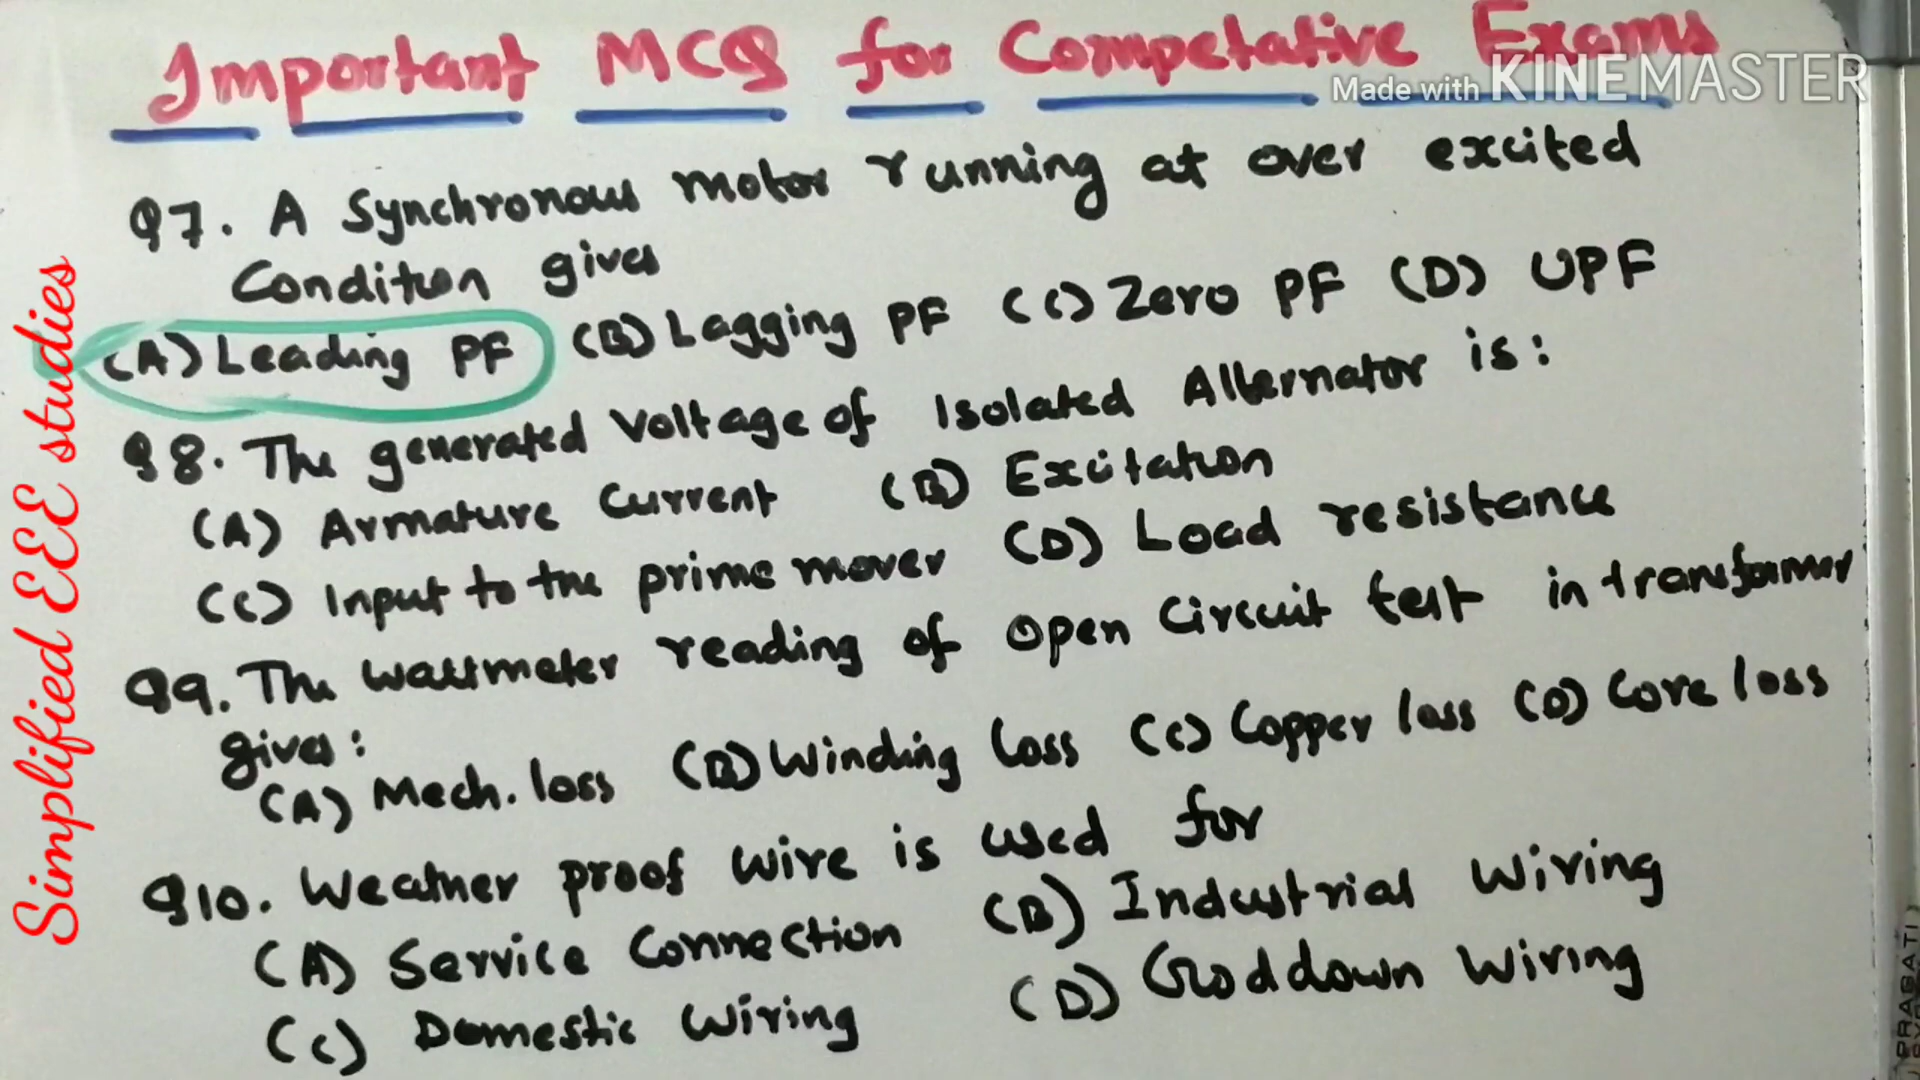 Important MCQ for Competative Exams
Made with KINEMASTER
Q7. A Synchronous motor running at over excited
Condition gives
(A) Leading PF (B) Lagging PF (C) Zero PF (D) UPF
Q8. The generated Voltage of Isolated Alternator is:
(A) Armature Current (B) Excitation
(C) Input to the prime mover (D) Load resistance
Q9. The wattmeter reading of open Circuit test in transformer
gives:
(A) Mech. loss (B) Winding loss (C) Copper loss (D) Core loss
Q10. Weather proof wire is used for
(A) Service Connection (B) Industrial Wiring
(C) Domestic Wiring (D) Goddown Wiring
Simplified EEE studies
PRAGATI